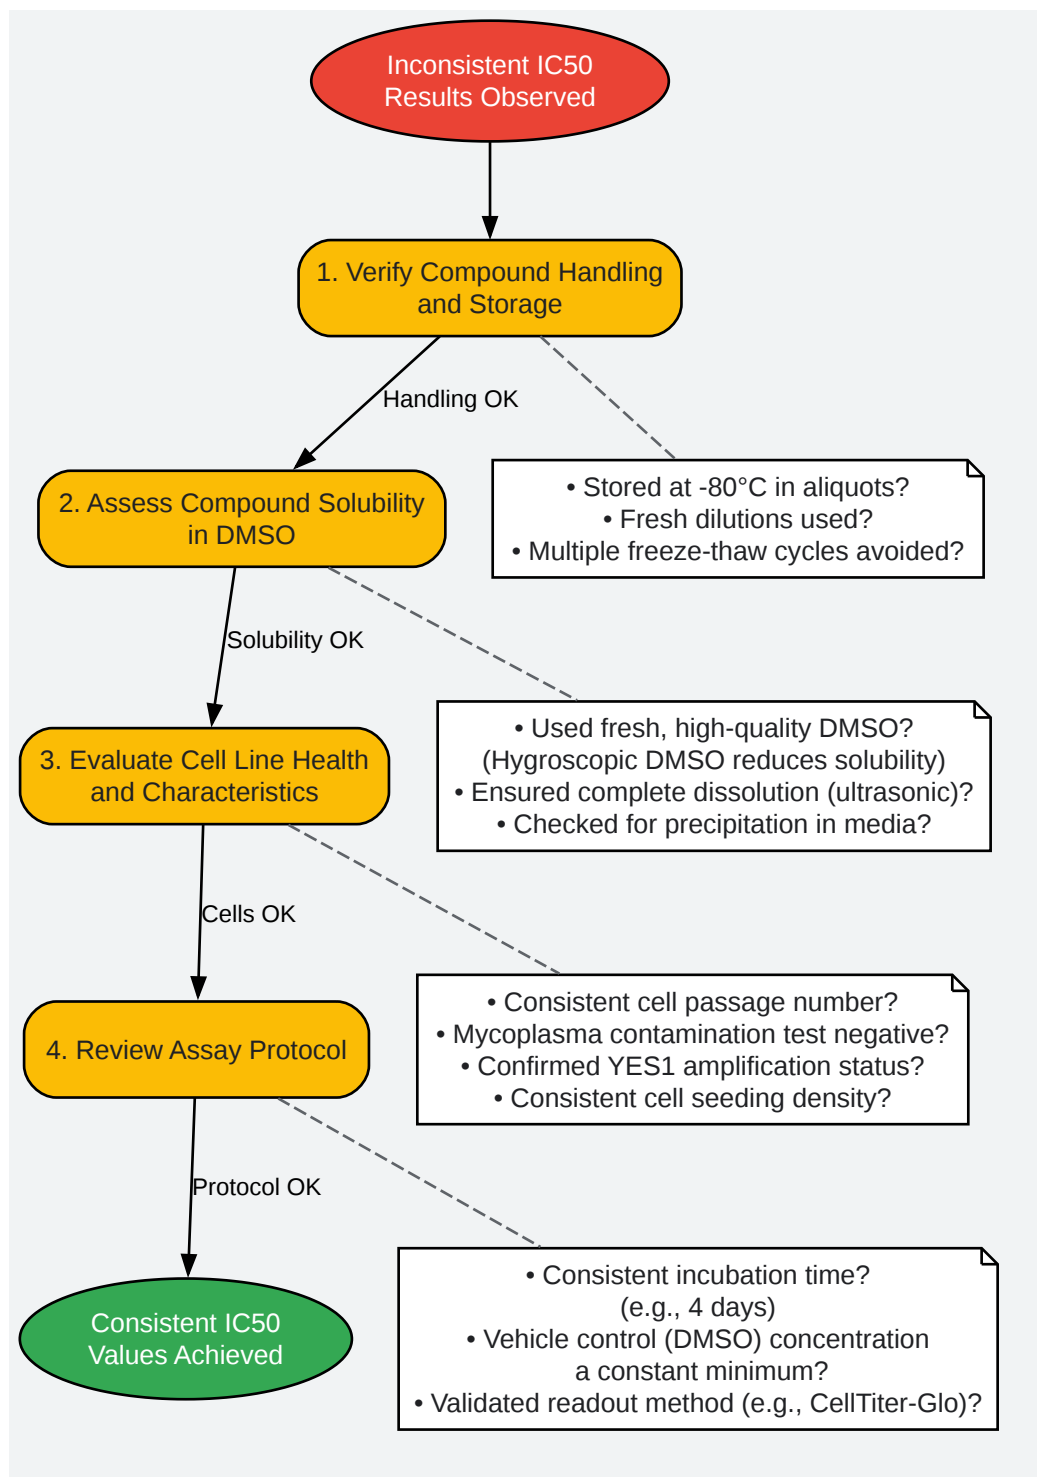 Inconsistent IC50
Results Observed
1. Verify Compound Handling
and Storage
Handling OK
• Stored at -80°C in aliquots?
• Fresh dilutions used?
• Multiple freeze-thaw cycles avoided?
2. Assess Compound Solubility
in DMSO
Solubility OK
• Used fresh, high-quality DMSO?
(Hygroscopic DMSO reduces solubility)
• Ensured complete dissolution (ultrasonic)?
• Checked for precipitation in media?
3. Evaluate Cell Line Health
and Characteristics
Cells OK
• Consistent cell passage number?
• Mycoplasma contamination test negative?
• Confirmed YES1 amplification status?
• Consistent cell seeding density?
4. Review Assay Protocol
Protocol OK
• Consistent incubation time?
(e.g., 4 days)
• Vehicle control (DMSO) concentration
a constant minimum?
• Validated readout method (e.g., CellTiter-Glo)?
Consistent IC50
Values Achieved